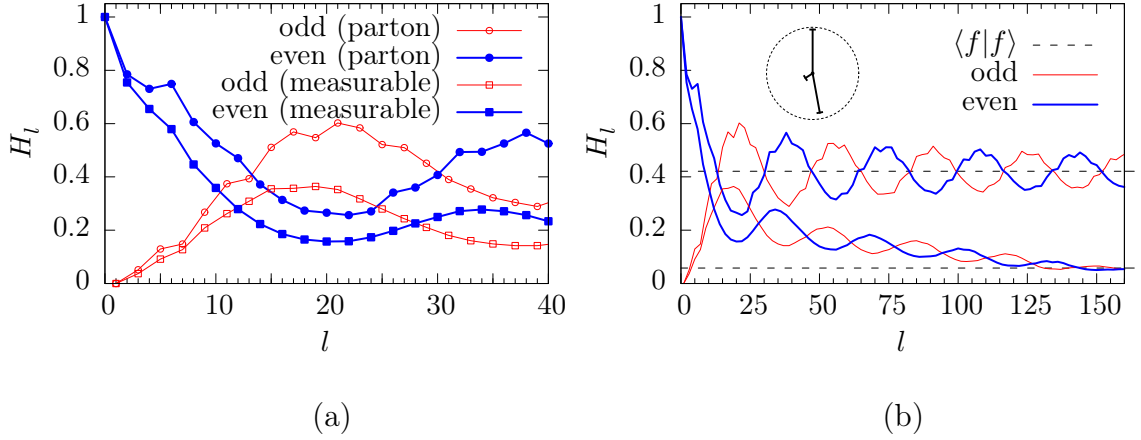 1
0.8
0.6
0.4
0.2
0
H_l
0 10 20 30 40
l
odd (parton)
even (parton)
odd (measurable)
even (measurable)
(a)
1
0.8
0.6
0.4
0.2
0
H_l
0 25 50 75 100 125 150
l
⟨f|f⟩
odd
even
(b)